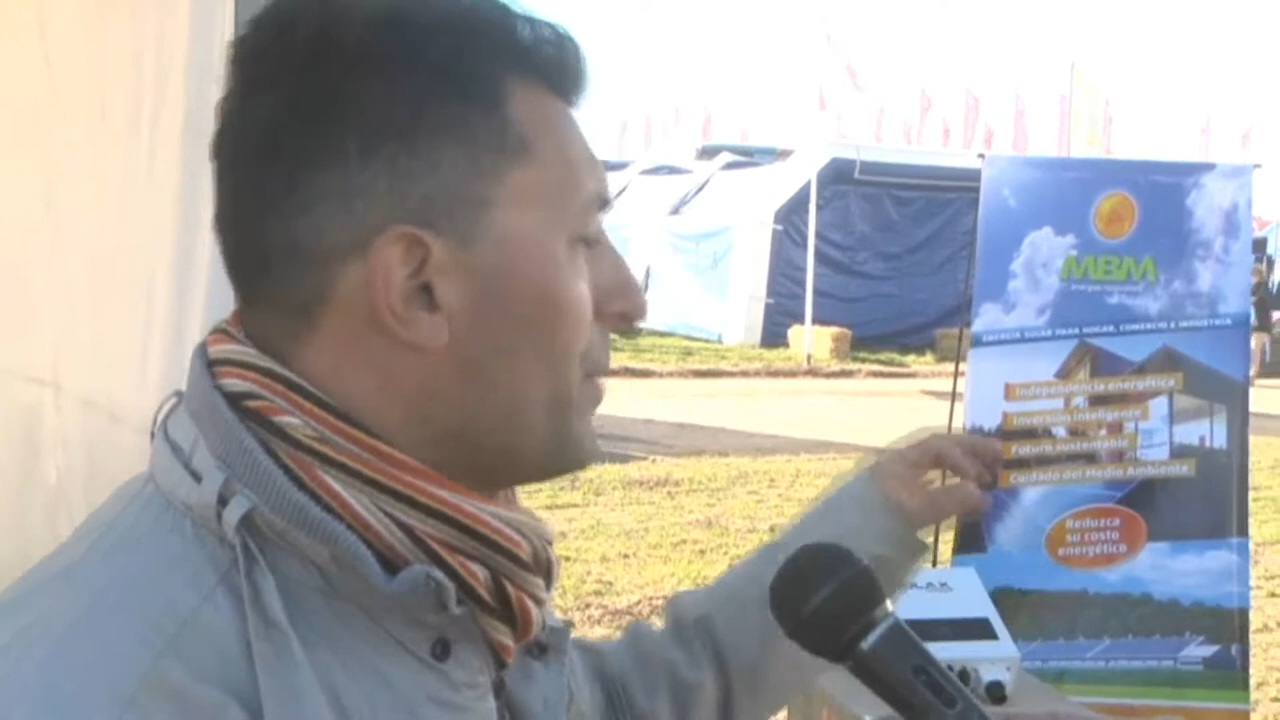 MBM
ENERGÍA SOLAR PARA HOGAR, COMERCIO E INDUSTRIA
Independencia energética
Inversión inteligente
Futuro sustentable
Cuidado del Medio Ambiente
Reduzca
su costo
energético